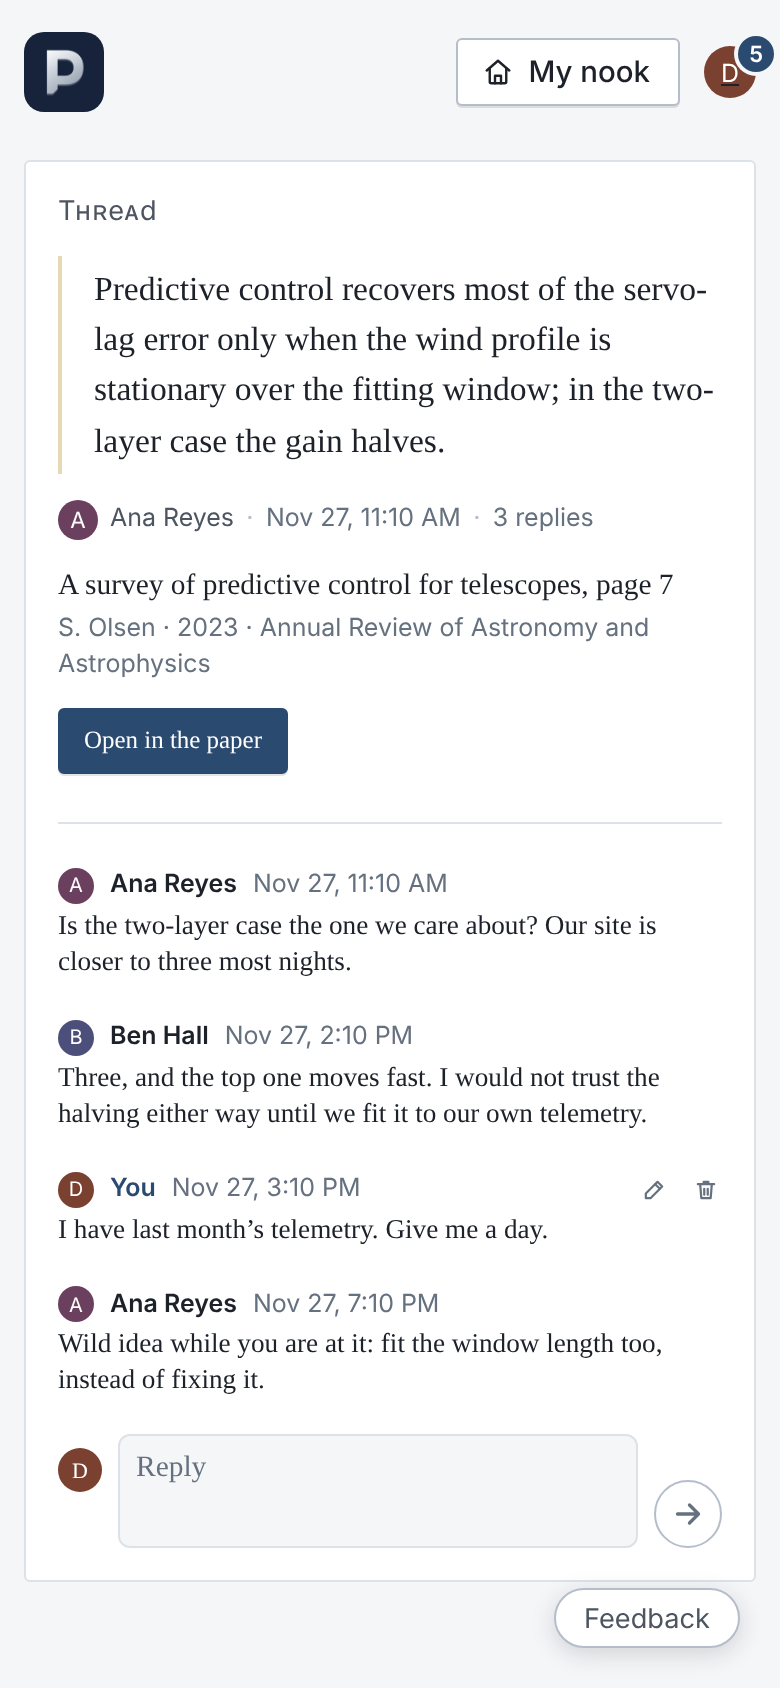 P
My nook
D
5
Thread
Predictive control recovers most of the servo-
lag error only when the wind profile is
stationary over the fitting window; in the two-
layer case the gain halves.
A Ana Reyes · Nov 27, 11:10 AM · 3 replies
A survey of predictive control for telescopes, page 7
S. Olsen · 2023 · Annual Review of Astronomy and
Astrophysics
Open in the paper
A Ana Reyes Nov 27, 11:10 AM
Is the two-layer case the one we care about? Our site is
closer to three most nights.
B Ben Hall Nov 27, 2:10 PM
Three, and the top one moves fast. I would not trust the
halving either way until we fit it to our own telemetry.
D You Nov 27, 3:10 PM
I have last month’s telemetry. Give me a day.
A Ana Reyes Nov 27, 7:10 PM
Wild idea while you are at it: fit the window length too,
instead of fixing it.
D Reply
Feedback